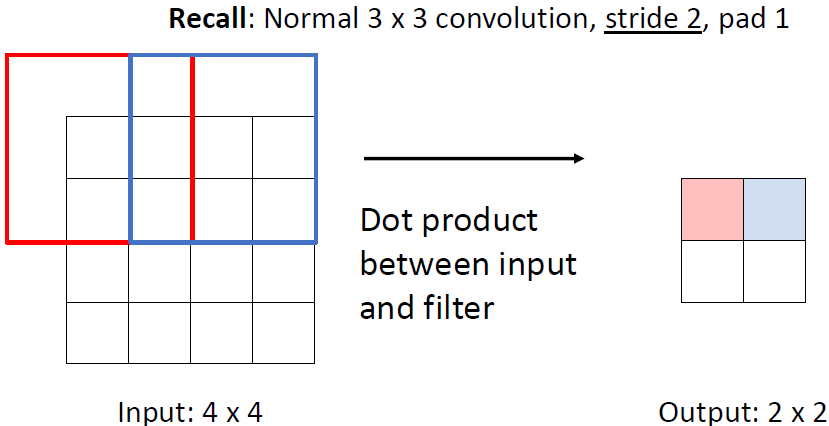 Recall: Normal 3 x 3 convolution, stride 2, pad 1
Dot product
between input
and filter
Input: 4 x 4
Output: 2 x 2